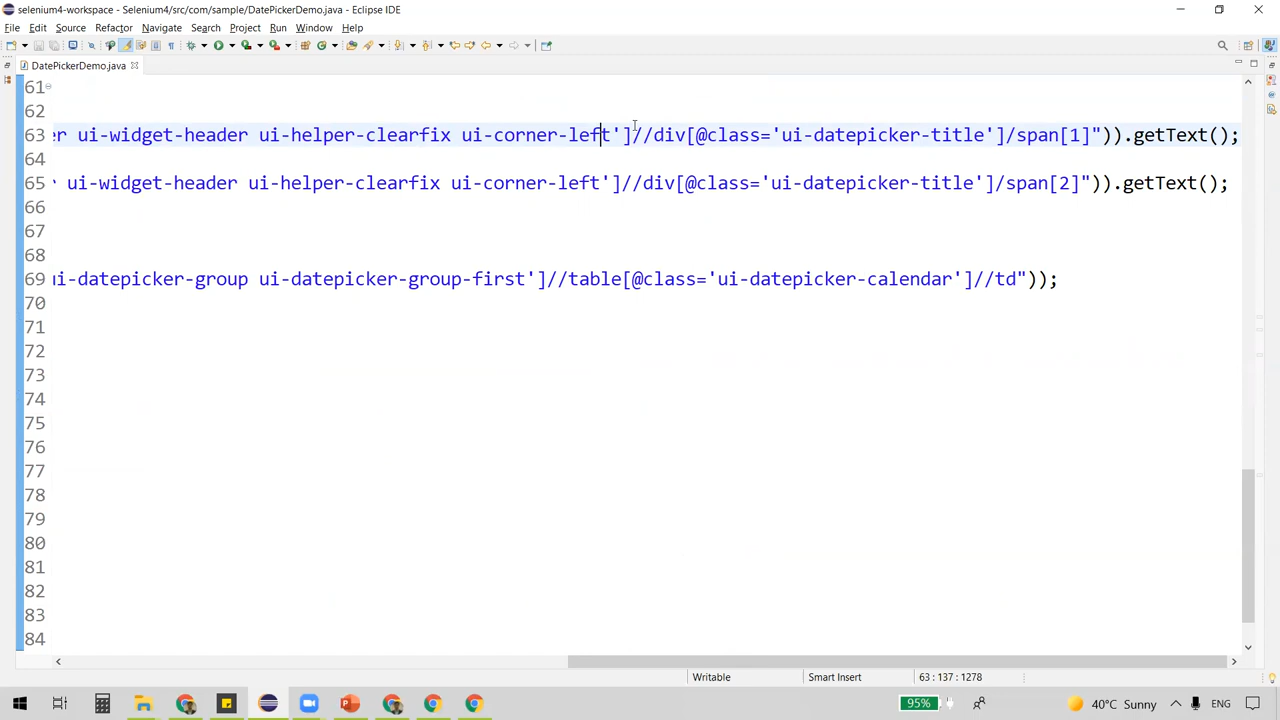 selenium4-workspace - Selenium4/src/com/sample/DatePickerDemo.java - Eclipse IDE
File Edit Source Refactor Navigate Search Project Run Window Help
DatePickerDemo.java
61
62
63 er ui-widget-header ui-helper-clearfix ui-corner-left']//div[@class='ui-datepicker-title']/span[1]")).getText();
64
65 ui-widget-header ui-helper-clearfix ui-corner-left']//div[@class='ui-datepicker-title']/span[2]")).getText();
66
67
68
69 ui-datepicker-group ui-datepicker-group-first']//table[@class='ui-datepicker-calendar']//td"));
70
71
72
73
74
75
76
77
78
79
80
81
82
83
84
Writable Smart Insert 63 : 137 : 1278
95% 40°C Sunny ENG